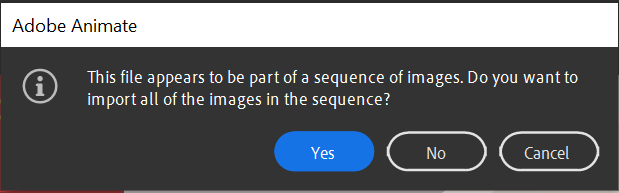 Adobe Animate
This file appears to be part of a sequence of images. Do you want to
import all of the images in the sequence?
Yes
No
Cancel